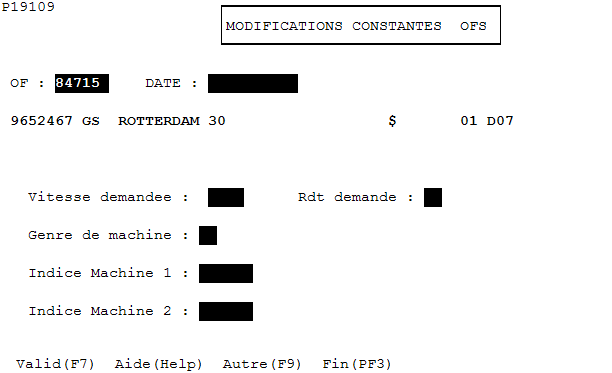 P19109
MODIFICATIONS CONSTANTES OFS
OF : 84715 DATE :
9652467 GS ROTTERDAM 30 $ 01 D07
Vitesse demandee : Rdt demande :
Genre de machine :
Indice Machine 1 :
Indice Machine 2 :
Valid(F7) Aide(Help) Autre(F9) Fin(PF3)